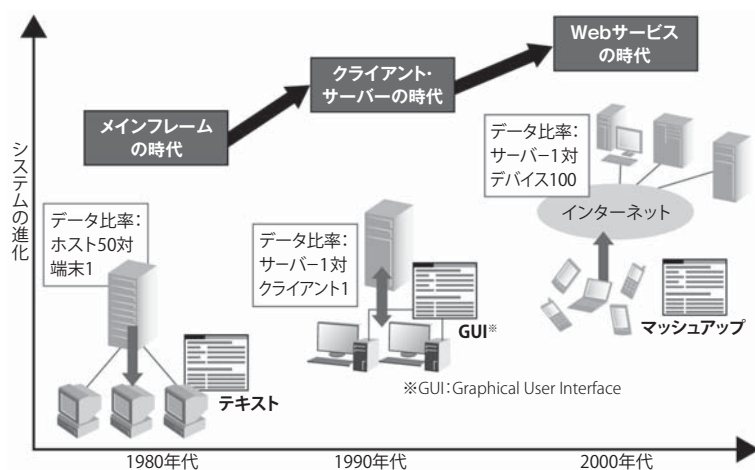 システムの進化
メインフレーム
の時代
クライアント・
サーバーの時代
Webサービス
の時代
データ比率：
ホスト50対
端末1
テキスト
データ比率：
サーバー1対
クライアント1
GUI※
データ比率：
サーバー1対
デバイス100
インターネット
マッシュアップ
※GUI：Graphical User Interface
1980年代
1990年代
2000年代